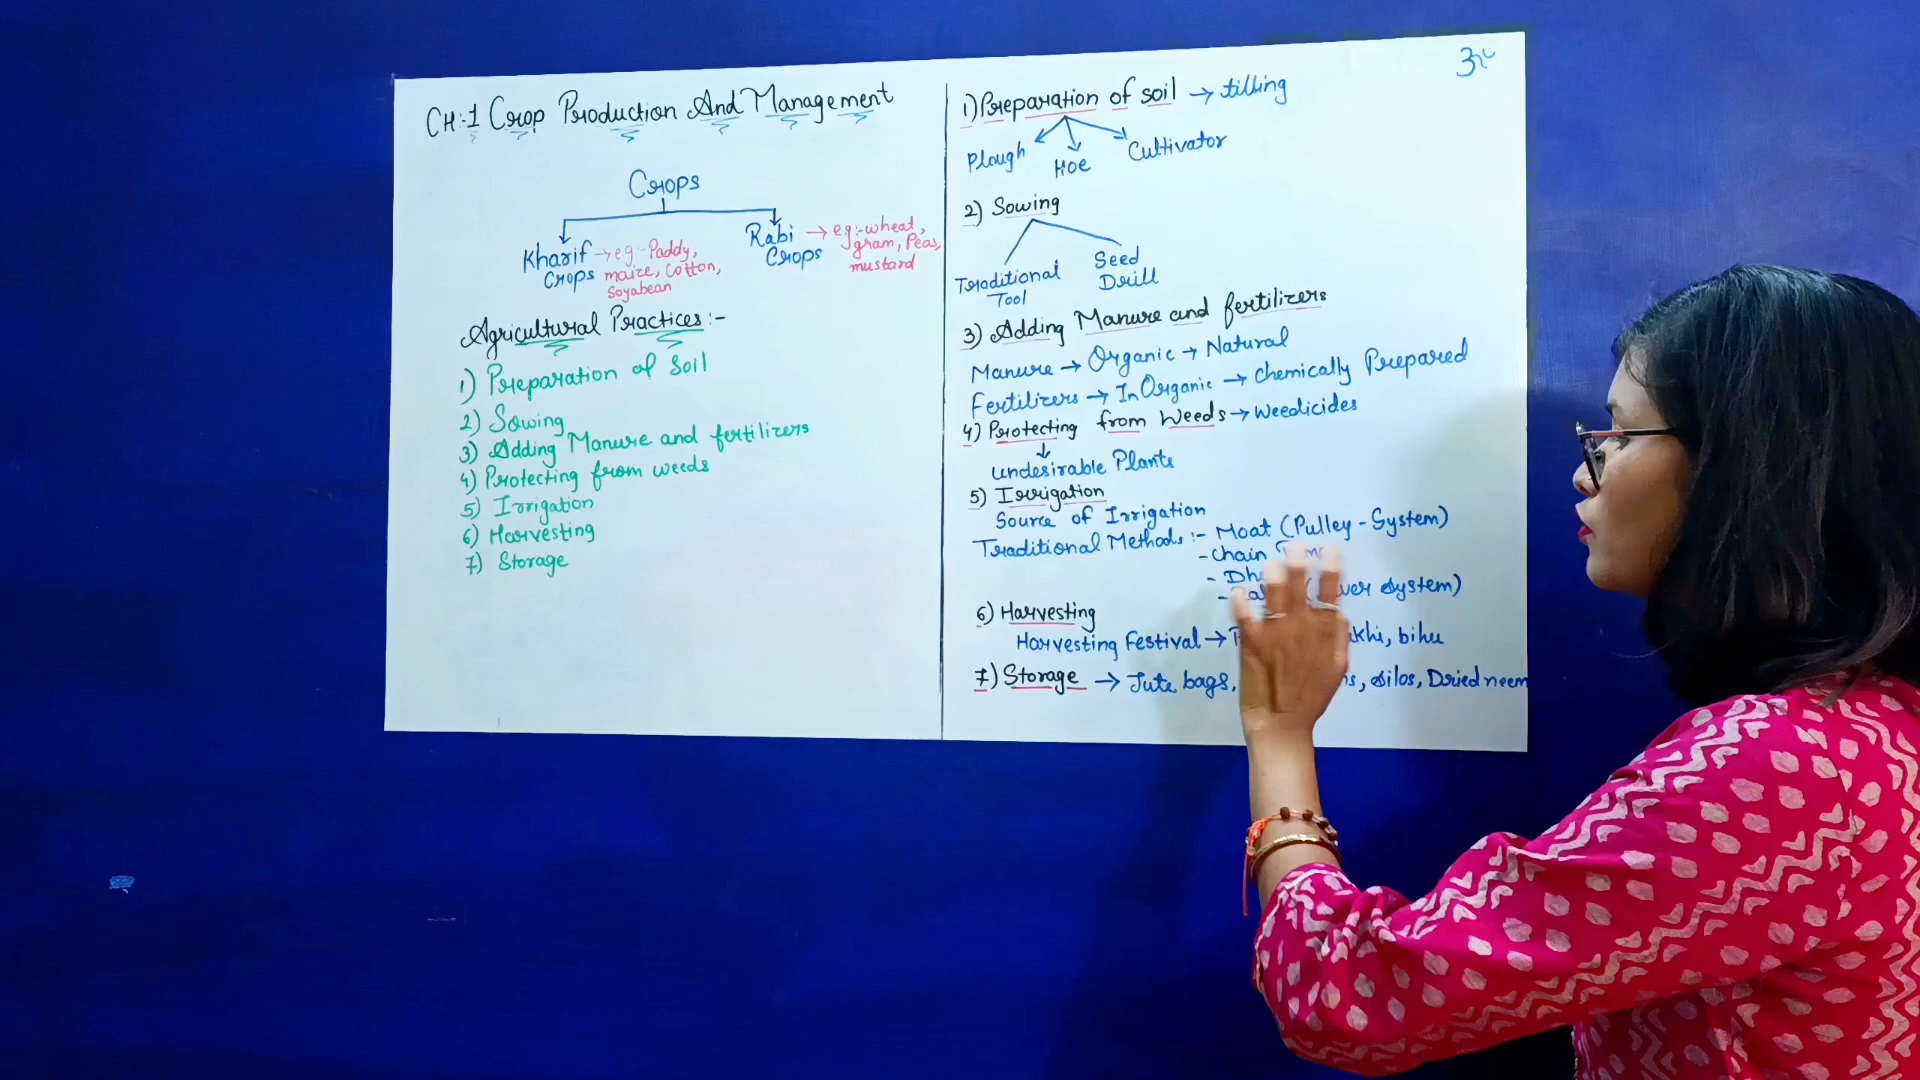 CH:-1 Crop Production And Management
Crops
Kharif → e.g:- Paddy,
Crops maize, Cotton,
Soyabean
Rabi → eg:- wheat,
Crops gram, Peas,
mustard
Agricultural Practices:-
1) Preparation of Soil
2) Sowing
3) Adding Manure and fertilizers
4) Protecting from weeds
5) Irrigation
6) Harvesting
7) Storage
1) Preparation of soil → tilling
Plough Hoe Cultivator
2) Sowing
Traditional Tool
Seed Drill
3) Adding Manure and fertilizers
Manure → Organic → Natural
Fertilizers → InOrganic → Chemically Prepared
4) Protecting from Weeds → Weedicides
undesirable Plants
5) Irrigation
Source of Irrigation
Traditional Methods :- Moat (Pulley - System)
- Chain
-
- System)
6) Harvesting
Harvesting Festival → bihu
7) Storage → Jute bags, silos, Dried neem